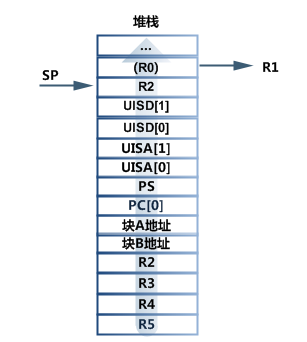 堆栈
...
(R0)
R1
SP
R2
UISD[1]
UISD[0]
UISA[1]
UISA[0]
PS
PC[0]
块A地址
块B地址
R2
R3
R4
R5